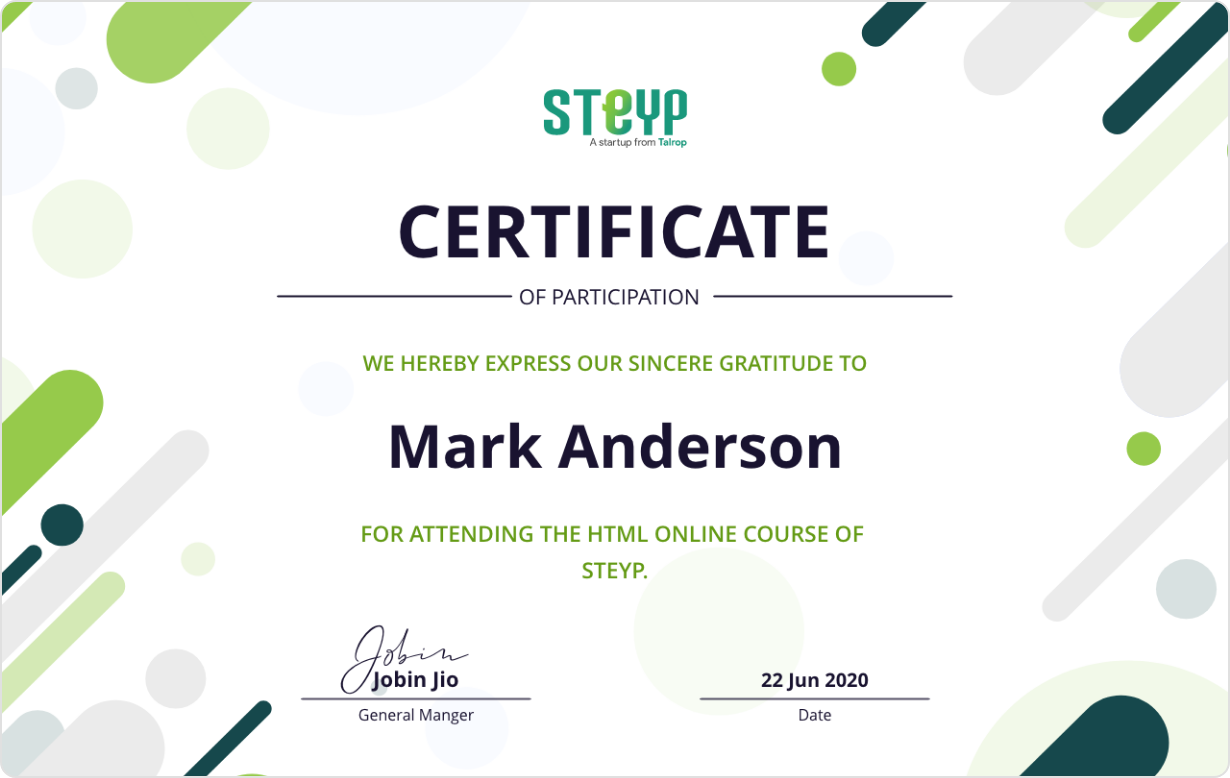 STEYP
A startup from Talrop
CERTIFICATE
OF PARTICIPATION
WE HEREBY EXPRESS OUR SINCERE GRATITUDE TO
Mark Anderson
FOR ATTENDING THE HTML ONLINE COURSE OF
STEYP.
Jobin
Jobin Jio
General Manger
22 Jun 2020
Date